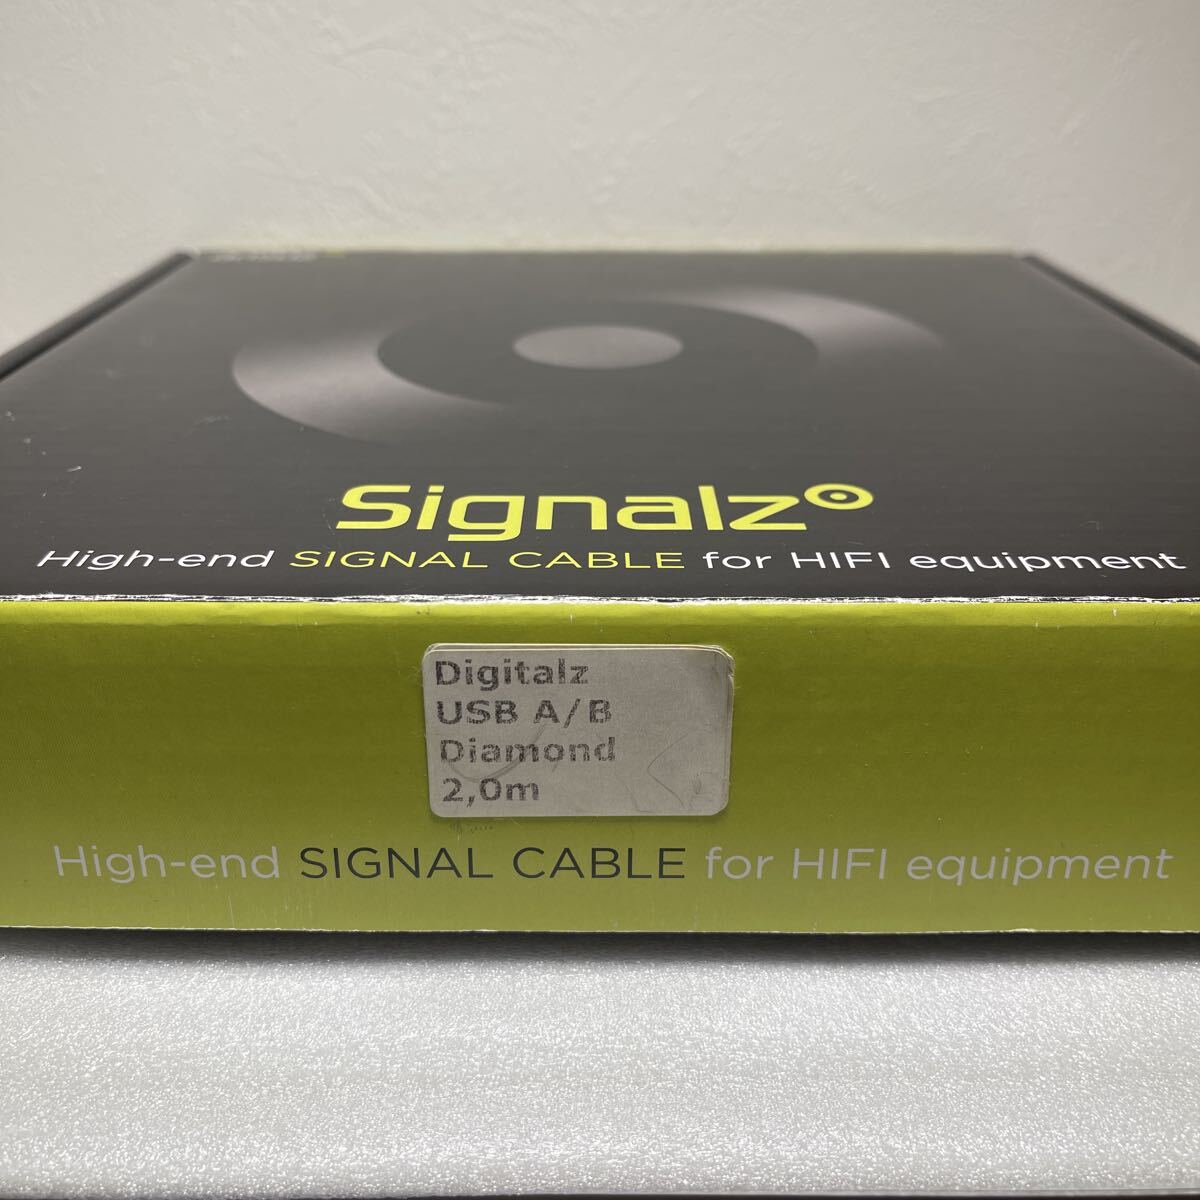 Signalz
High-end SIGNAL CABLE for HIFI equipment
Digitalz
USB A/B
Diamond
2,0m
High-end SIGNAL CABLE for HIFI equipment